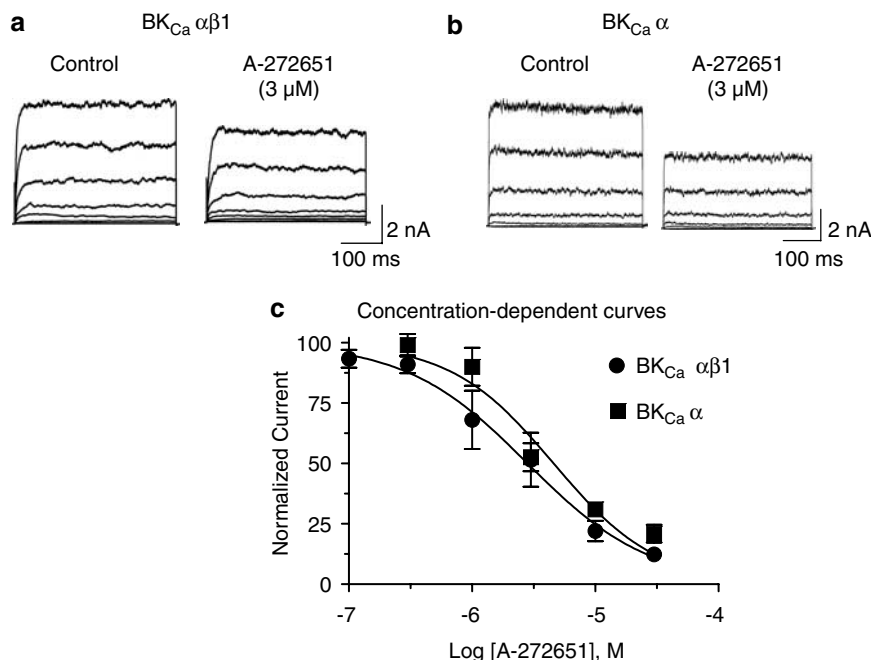 a
BKCa αβ1
Control
A-272651
(3 µM)
2 nA
100 ms
b
BKCa α
Control
A-272651
(3 µM)
2 nA
100 ms
c
Concentration-dependent curves
Normalized Current
100
75
50
25
0
-7
-6
-5
-4
Log [A-272651], M
BKCa αβ1
BKCa α